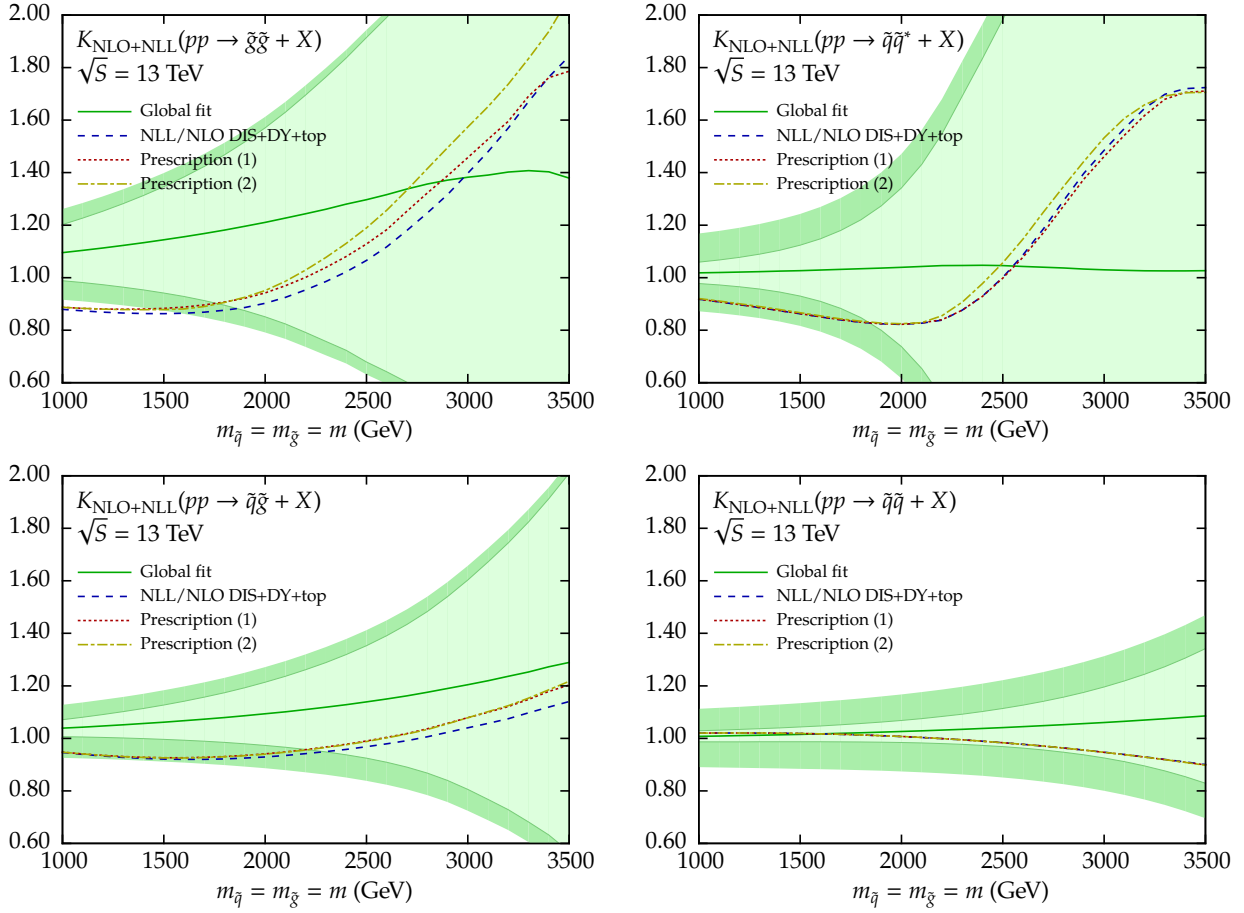 2.00
1.80
1.60
1.40
1.20
1.00
0.80
0.60
K_NLO+NLL(pp → g̃g̃ + X)
√S = 13 TeV
Global fit
NLL/NLO DIS+DY+top
Prescription (1)
Prescription (2)
1000 1500 2000 2500 3000 3500
m_q̃ = m_g̃ = m (GeV)
2.00
1.80
1.60
1.40
1.20
1.00
0.80
0.60
K_NLO+NLL(pp → q̃q̃* + X)
√S = 13 TeV
Global fit
NLL/NLO DIS+DY+top
Prescription (1)
Prescription (2)
1000 1500 2000 2500 3000 3500
m_q̃ = m_g̃ = m (GeV)
2.00
1.80
1.60
1.40
1.20
1.00
0.80
0.60
K_NLO+NLL(pp → q̃g̃ + X)
√S = 13 TeV
Global fit
NLL/NLO DIS+DY+top
Prescription (1)
Prescription (2)
1000 1500 2000 2500 3000 3500
m_q̃ = m_g̃ = m (GeV)
2.00
1.80
1.60
1.40
1.20
1.00
0.80
0.60
K_NLO+NLL(pp → q̃q̃ + X)
√S = 13 TeV
Global fit
NLL/NLO DIS+DY+top
Prescription (1)
Prescription (2)
1000 1500 2000 2500 3000 3500
m_q̃ = m_g̃ = m (GeV)